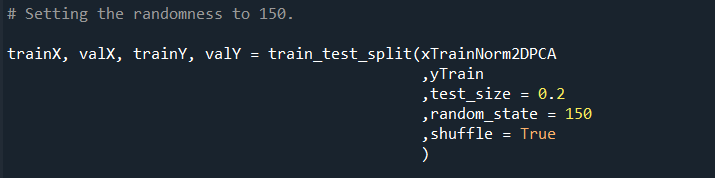 # Setting the randomness to 150.
trainX, valX, trainY, valY = train_test_split(xTrainNorm2DPCA
,yTrain
,test_size = 0.2
,random_state = 150
,shuffle = True
)